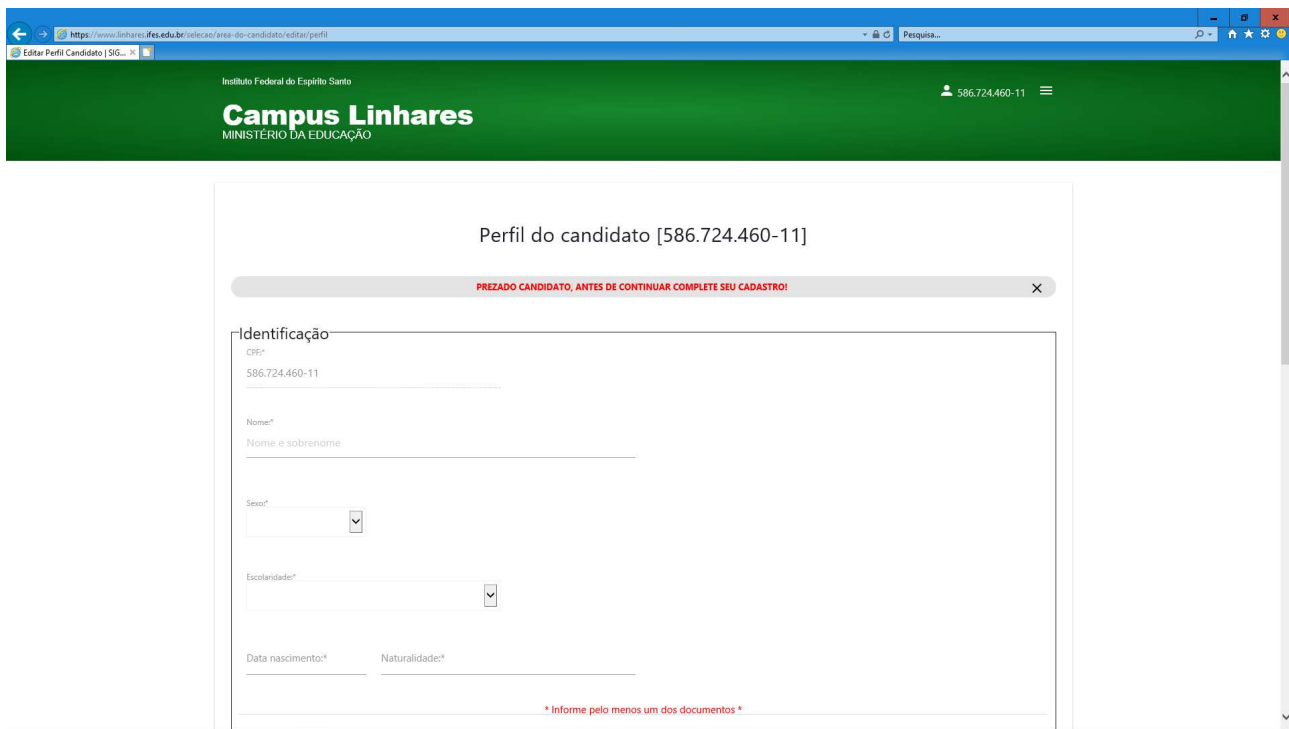 https://www.linhares.ifes.edu.br/selecao/area-do-candidato/editar/perfil
Pesquisa...
Editar Perfil Candidato | SIG...
Instituto Federal do Espírito Santo
586.724.460-11
Campus Linhares
MINISTÉRIO DA EDUCAÇÃO
Perfil do candidato [586.724.460-11]
PREZADO CANDIDATO, ANTES DE CONTINUAR COMPLETE SEU CADASTRO!
Identificação
CPF:*
586.724.460-11
Nome:*
Nome e sobrenome
Sexo:*
Escolaridade:*
Data nascimento:* Naturalidade:*
* Informe pelo menos um dos documentos *